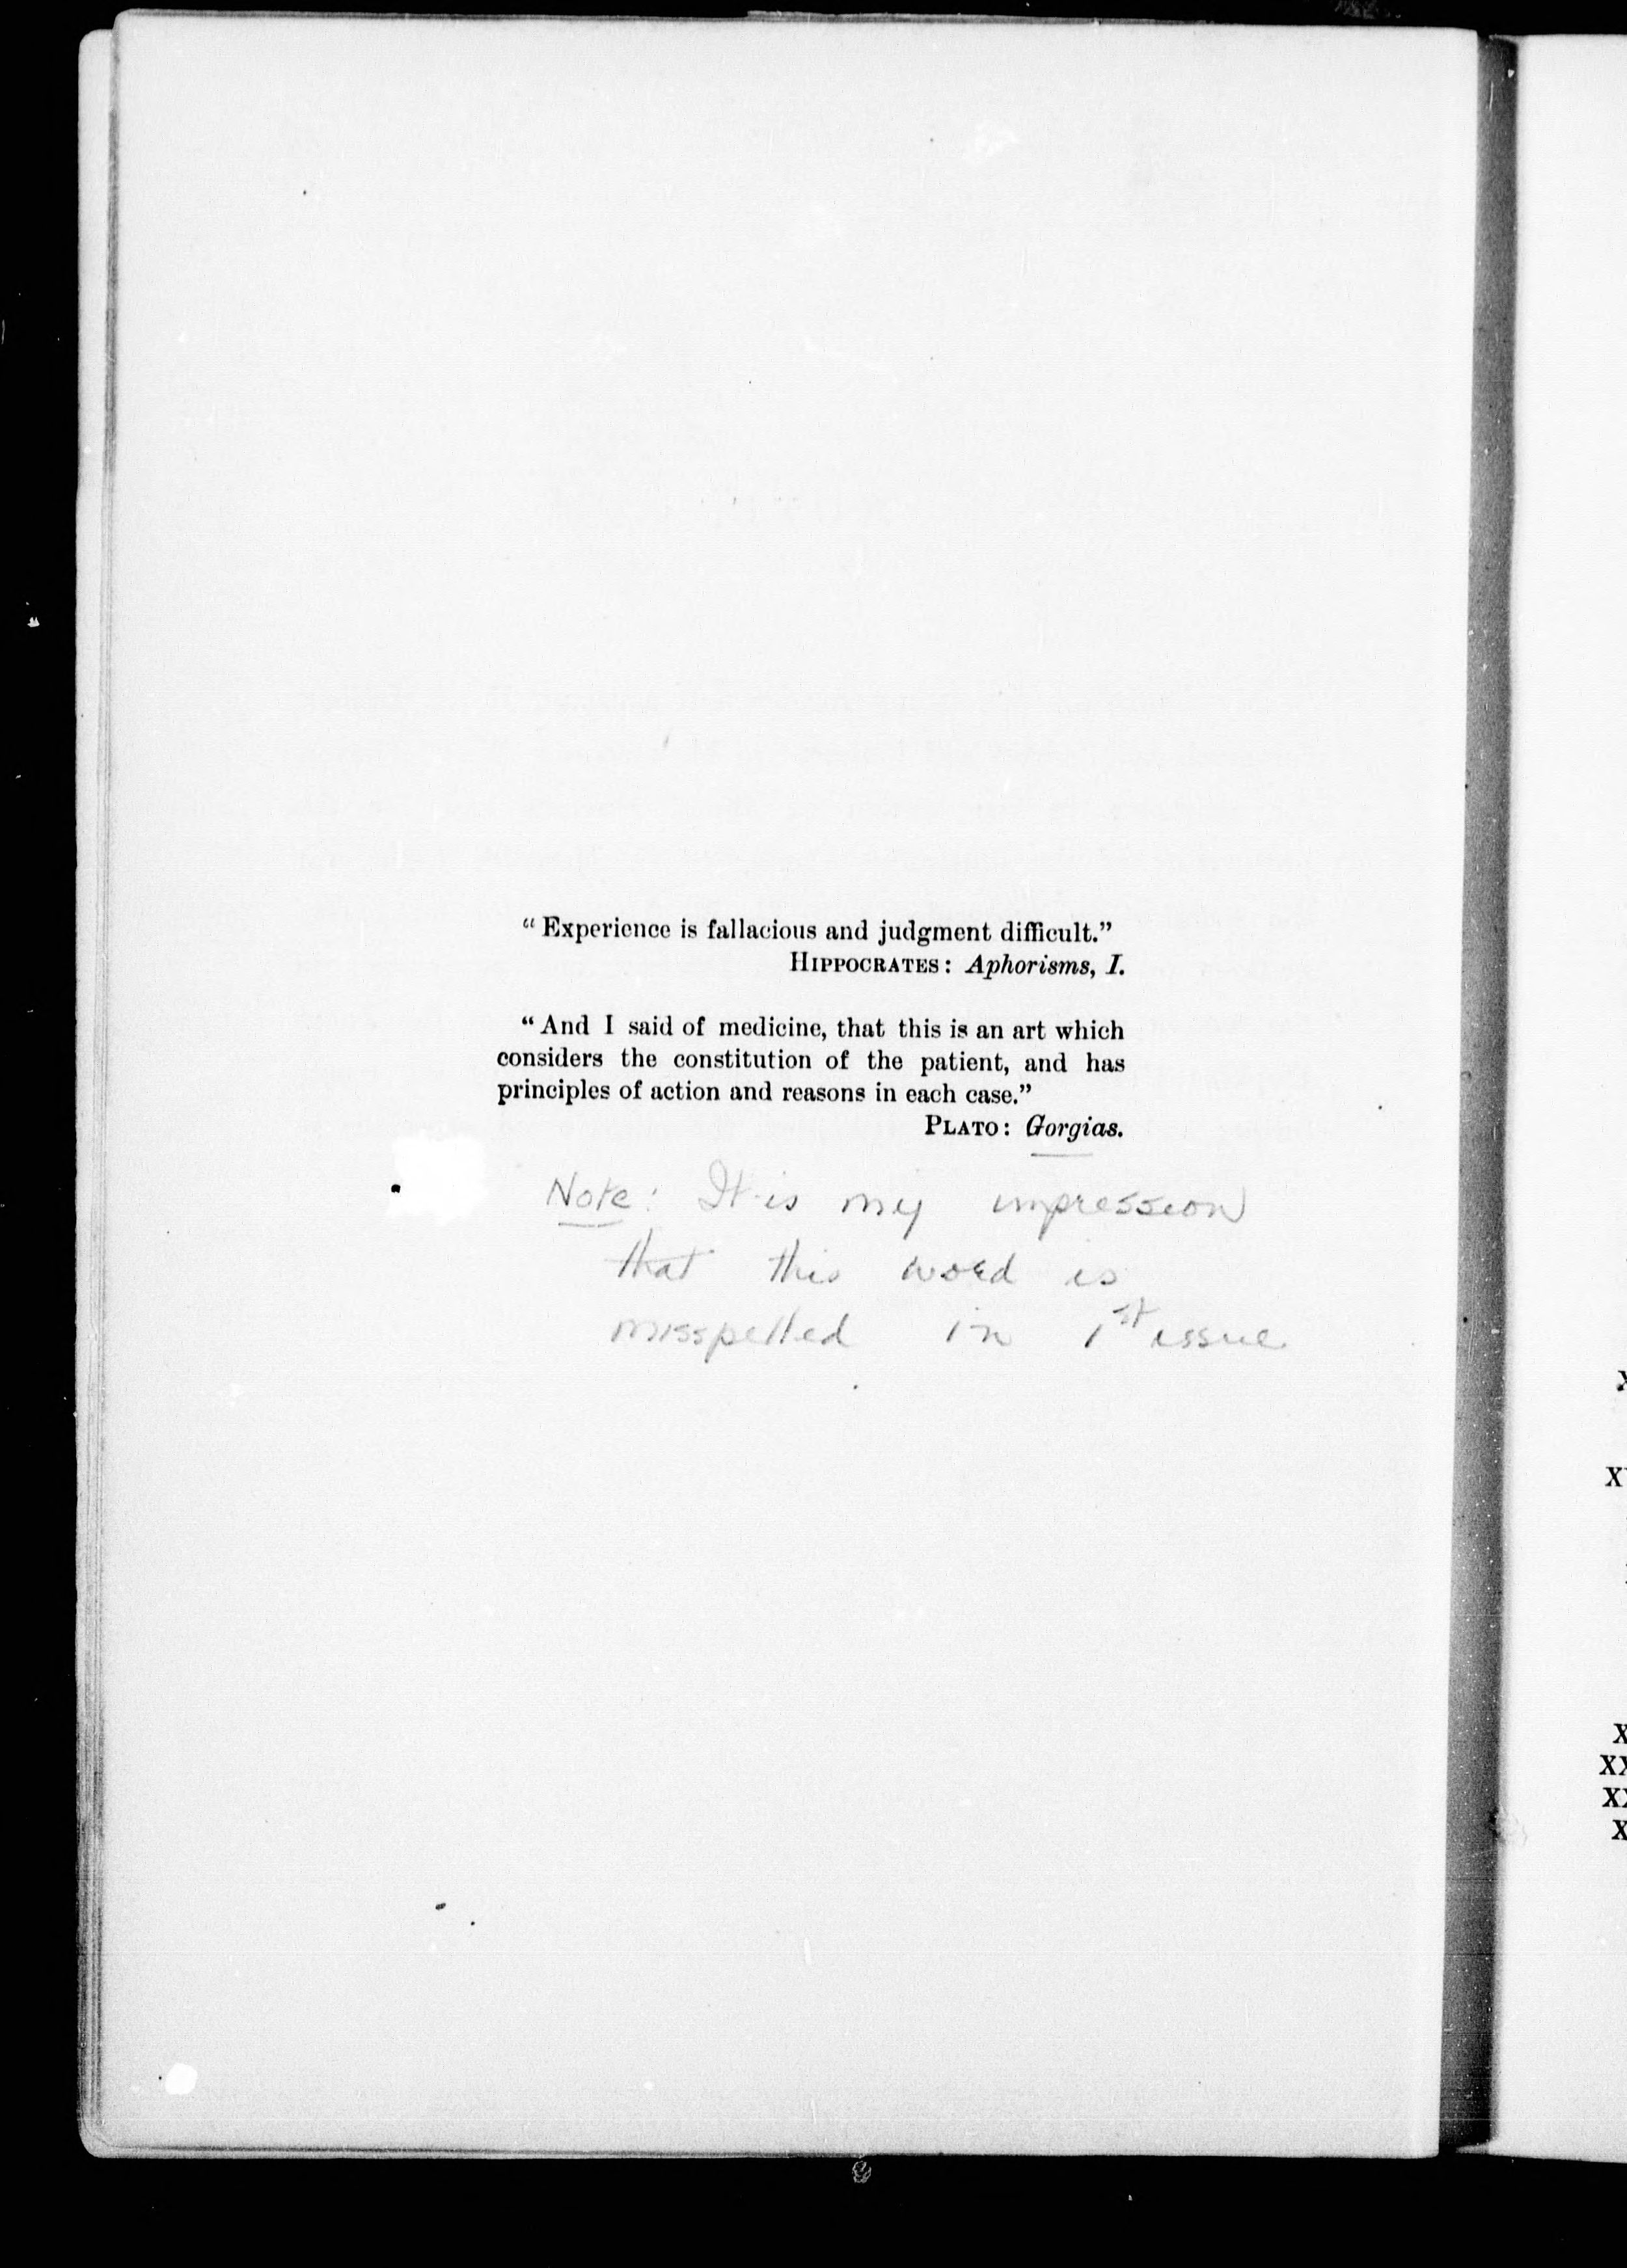 “Experience is fallacious and judgment difficult.”
HIPPOCRATES: Aphorisms, I.
“And I said of medicine, that this is an art which
considers the constitution of the patient, and has
principles of action and reasons in each case.”
PLATO: Gorgias.
Note: It is my impression
that this word is
misspelled in 1st issue
X
XX
XX
X